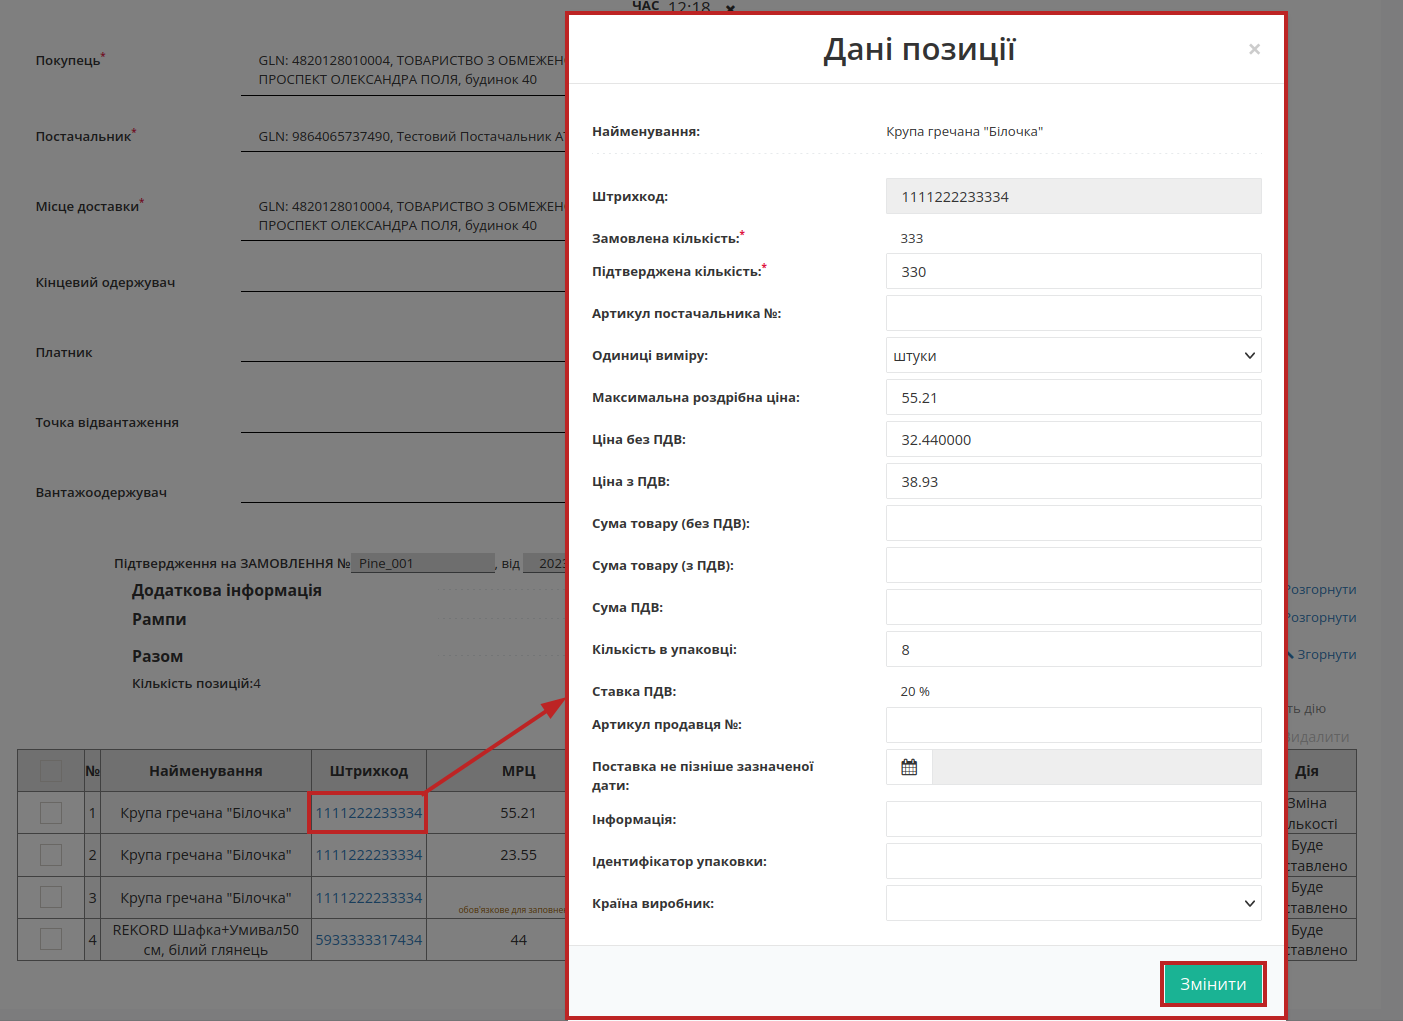 ЧАС 12:18
Покупець*
GLN: 4820128010004, ТОВАРИСТВО З ОБМЕЖЕН
ПРОСПЕКТ ОЛЕКСАНДРА ПОЛЯ, будинок 40
Постачальник*
GLN: 9864065737490, Тестовий Постачальник АТ
Місце доставки*
GLN: 4820128010004, ТОВАРИСТВО З ОБМЕЖЕН
ПРОСПЕКТ ОЛЕКСАНДРА ПОЛЯ, будинок 40
Кінцевий одержувач
Платник
Точка відвантаження
Вантажоодержувач
Підтвердження на ЗАМОВЛЕННЯ № Pine_001 , від 2023
Додаткова інформація
Розгорнути
Рампи
Розгорнути
Разом
Згорнути
Кількість позицій:4
ть дію
Видалити
№ Найменування Штрихкод МРЦ Дія
1 Крупа гречана "Білочка" 1111222233334 55.21 Зміна
лькості
2 Крупа гречана "Білочка" 1111222233334 23.55 Буде
ставлено
3 Крупа гречана "Білочка" 1111222233334 обов'язкове для заповнен Буде
ставлено
4 REKORD Шафка+Умивал50
см, білий глянець 5933333317434 44 Буде
ставлено
Дані позиції
×
Найменування: Крупа гречана "Білочка"
Штрихкод: 1111222233334
Замовлена кількість:* 333
Підтверджена кількість:* 330
Артикул постачальника №:
Одиниці виміру: штуки
Максимальна роздрібна ціна: 55.21
Ціна без ПДВ: 32.440000
Ціна з ПДВ: 38.93
Сума товару (без ПДВ):
Сума товару (з ПДВ):
Сума ПДВ:
Кількість в упаковці: 8
Ставка ПДВ: 20 %
Артикул продавця №:
Поставка не пізніше зазначеної
дати:
Інформація:
Ідентифікатор упаковки:
Країна виробник:
Змінити